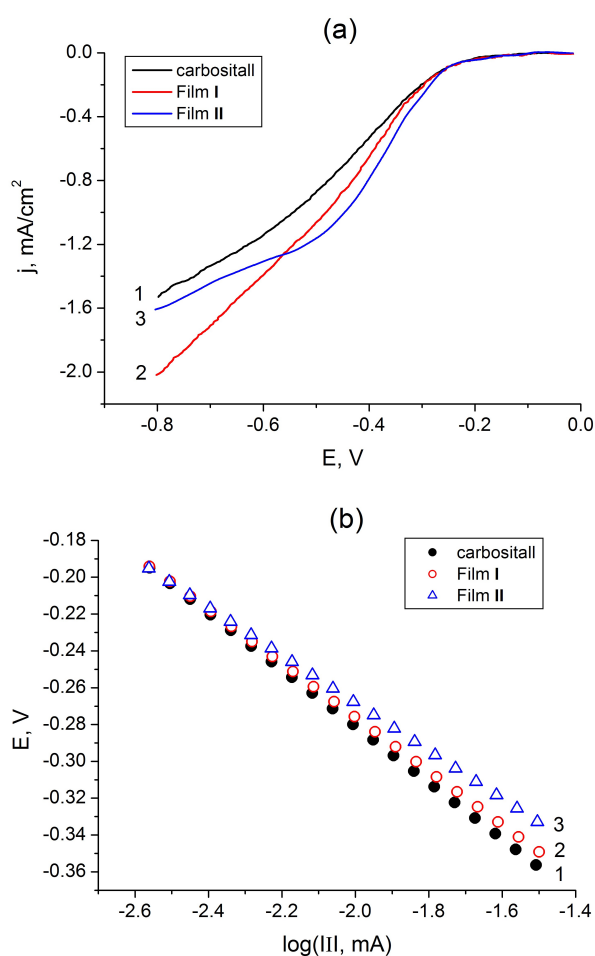 (a)
carbositall
Film I
Film II
0.0
-0.4
-0.8
-1.2
-1.6
-2.0
j, mA/cm²
1
3
2
-0.8
-0.6
-0.4
-0.2
0.0
E, V
(b)
carbositall
Film I
Film II
-0.18
-0.20
-0.22
-0.24
-0.26
-0.28
-0.30
-0.32
-0.34
-0.36
E, V
3
2
1
-2.6
-2.4
-2.2
-2.0
-1.8
-1.6
-1.4
log(III, mA)